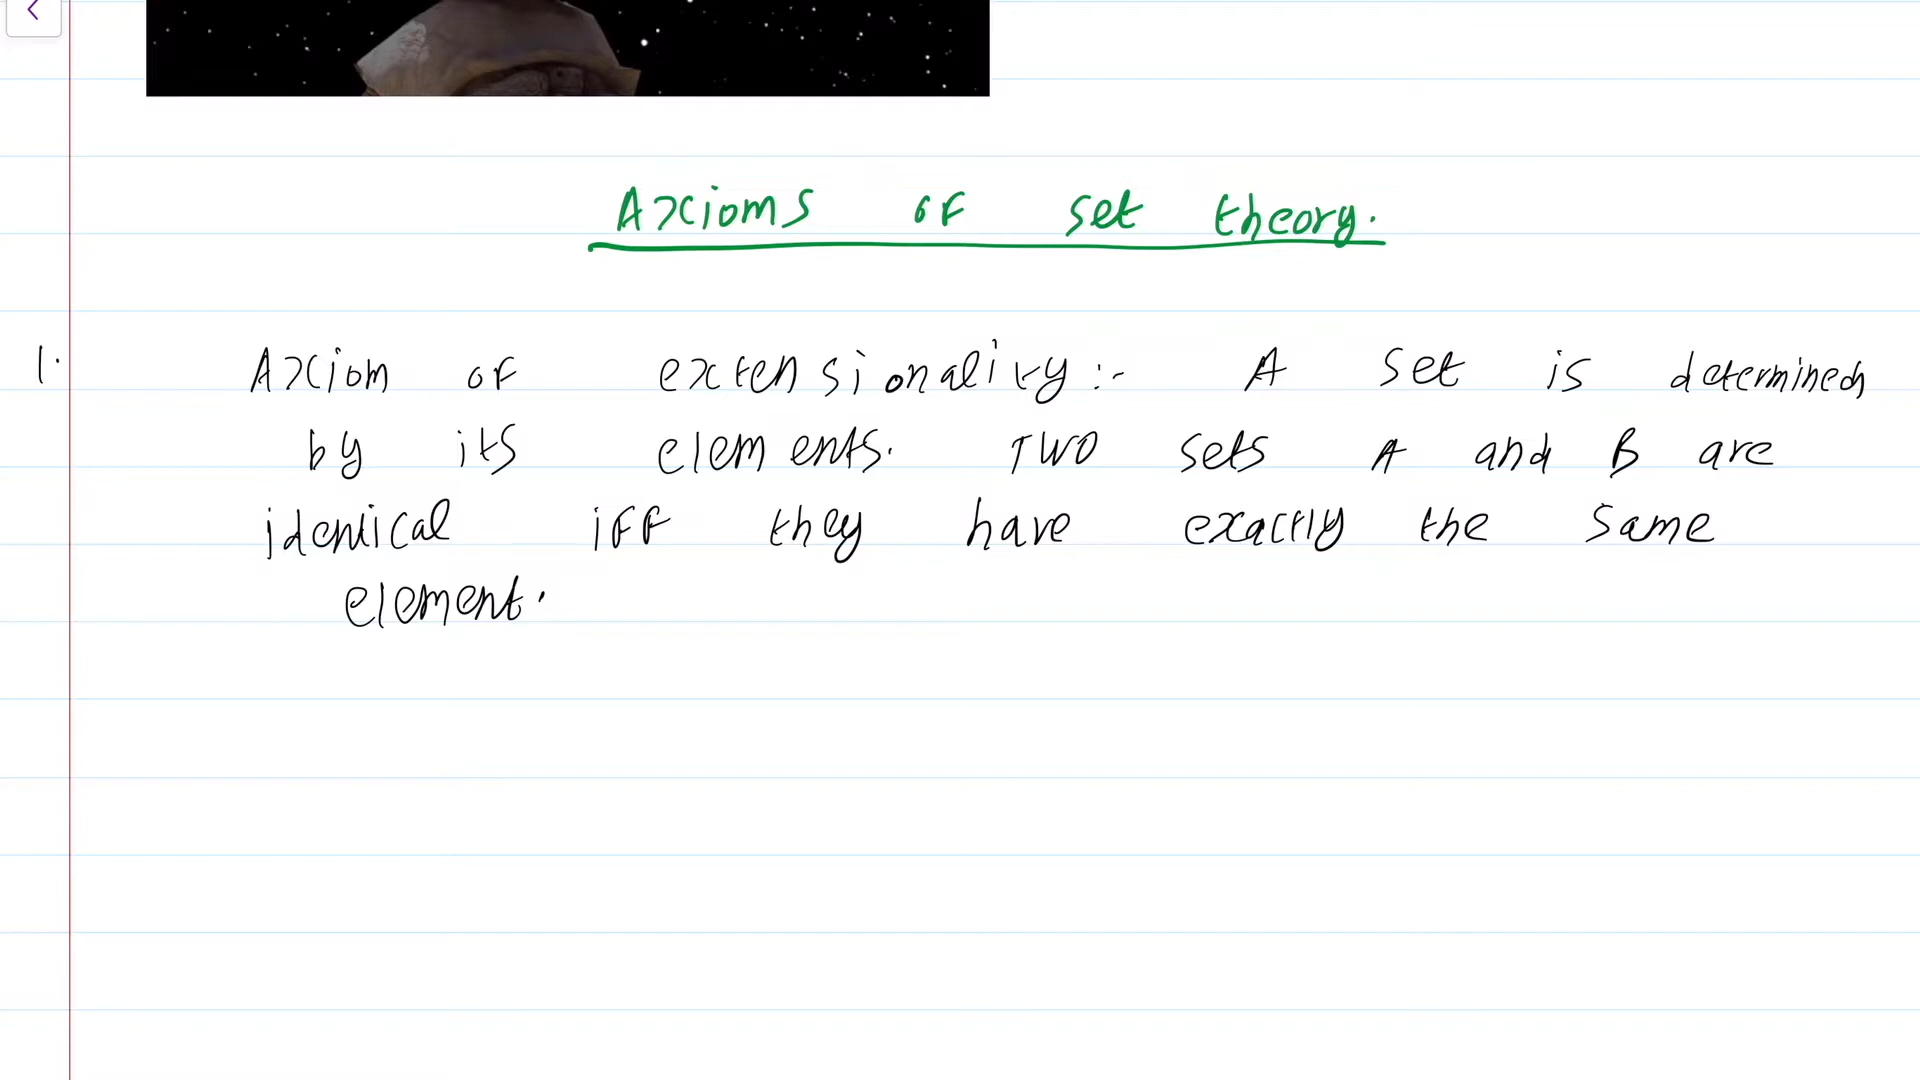 Axioms of set theory.
1. Axiom of extensionality :- A set is determined
by its elements. Two sets A and B are
identical iff they have exactly the same
element.